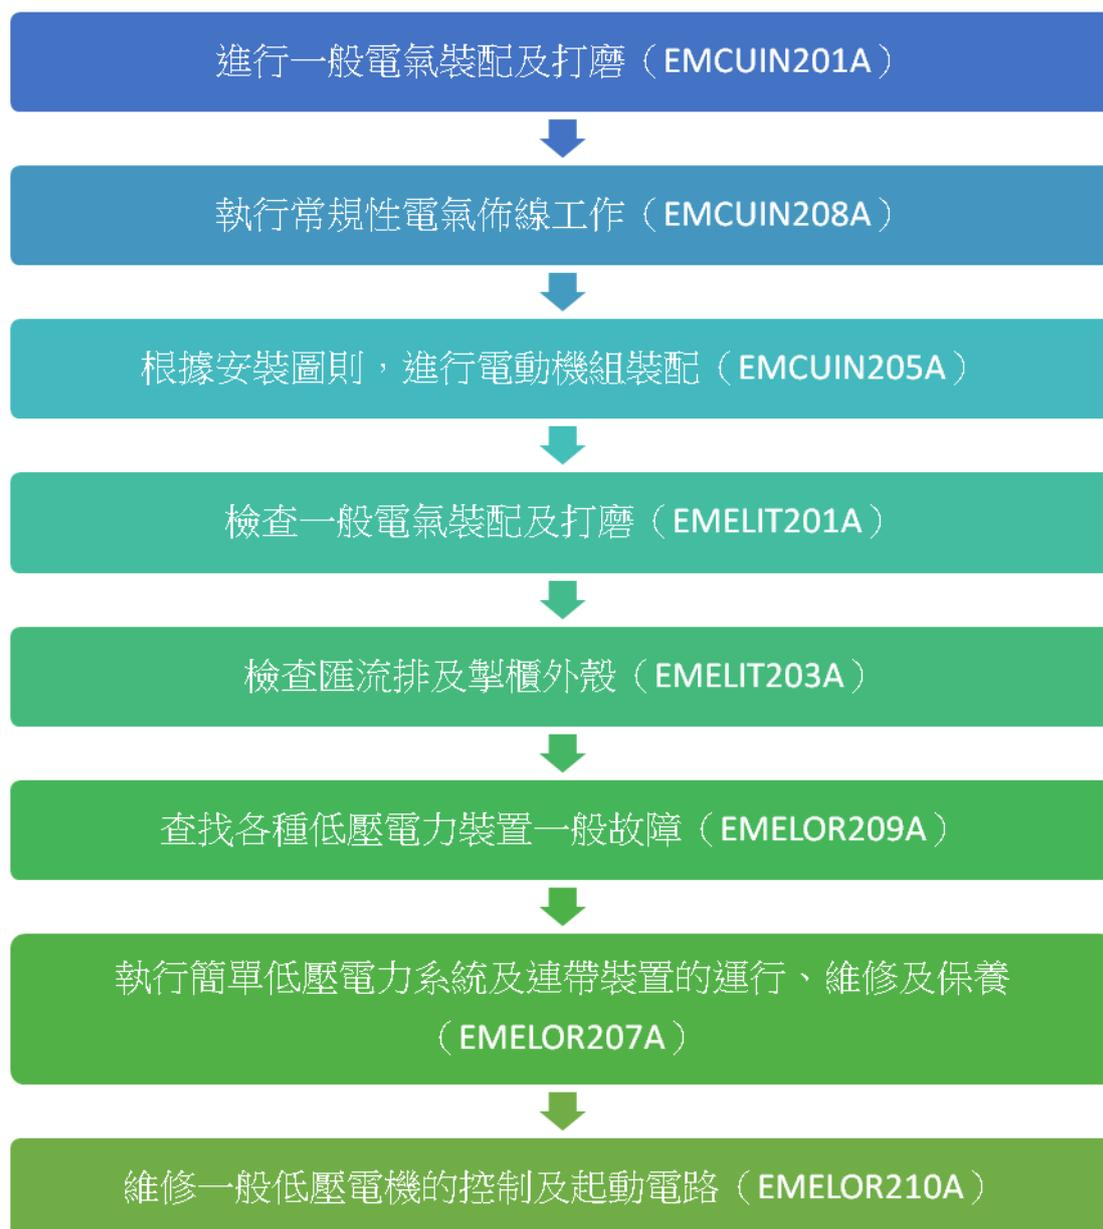 進行一般電氣裝配及打磨（EMCUIN201A）
執行常規性電氣佈線工作（EMCUIN208A）
根據安裝圖則，進行電動機組裝配（EMCUIN205A）
檢查一般電氣裝配及打磨（EMELIT201A）
檢查匯流排及掣櫃外殼（EMELIT203A）
查找各種低壓電力裝置一般故障（EMELOR209A）
執行簡單低壓電力系統及連帶裝置的運行、維修及保養
（EMELOR207A）
維修一般低壓電機的控制及起動電路（EMELOR210A）